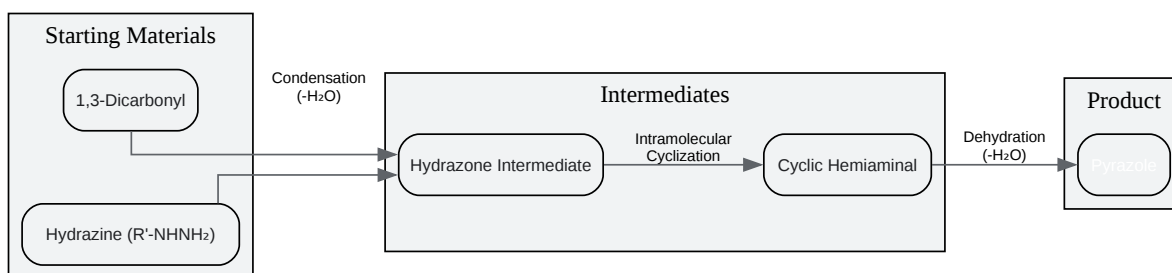 Starting Materials
1,3-Dicarbonyl
Hydrazine (R'-NHNH₂)
Condensation
(-H₂O)
Intermediates
Hydrazone Intermediate
Intramolecular
Cyclization
Cyclic Hemiaminal
Dehydration
(-H₂O)
Product
Pyrazole